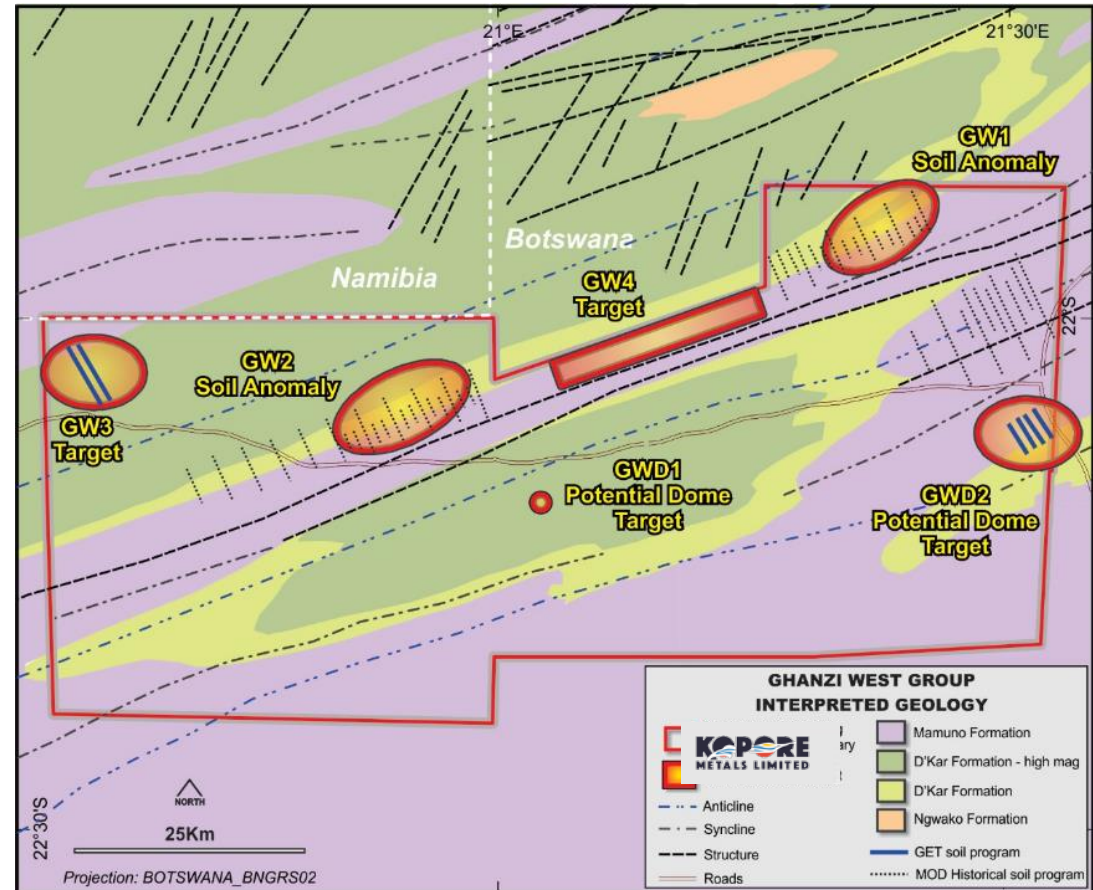 21°E
21°30'E
GW1
Soil Anomaly
Botswana
Namibia
GW4
Target
22°S
GW2
Soil Anomaly
GW3
Target
GWD1
Potential Dome
Target
GWD2
Potential Dome
Target
22°30'S
NORTH
25Km
Projection: BOTSWANA_BNGRS02
GHANZI WEST GROUP
INTERPRETED GEOLOGY
KOPORE
METALS LIMITED
Anticline
Syncline
Structure
Roads
Mamuno Formation
D'Kar Formation - high mag
D'Kar Formation
Ngwako Formation
GET soil program
MOD Historical soil program